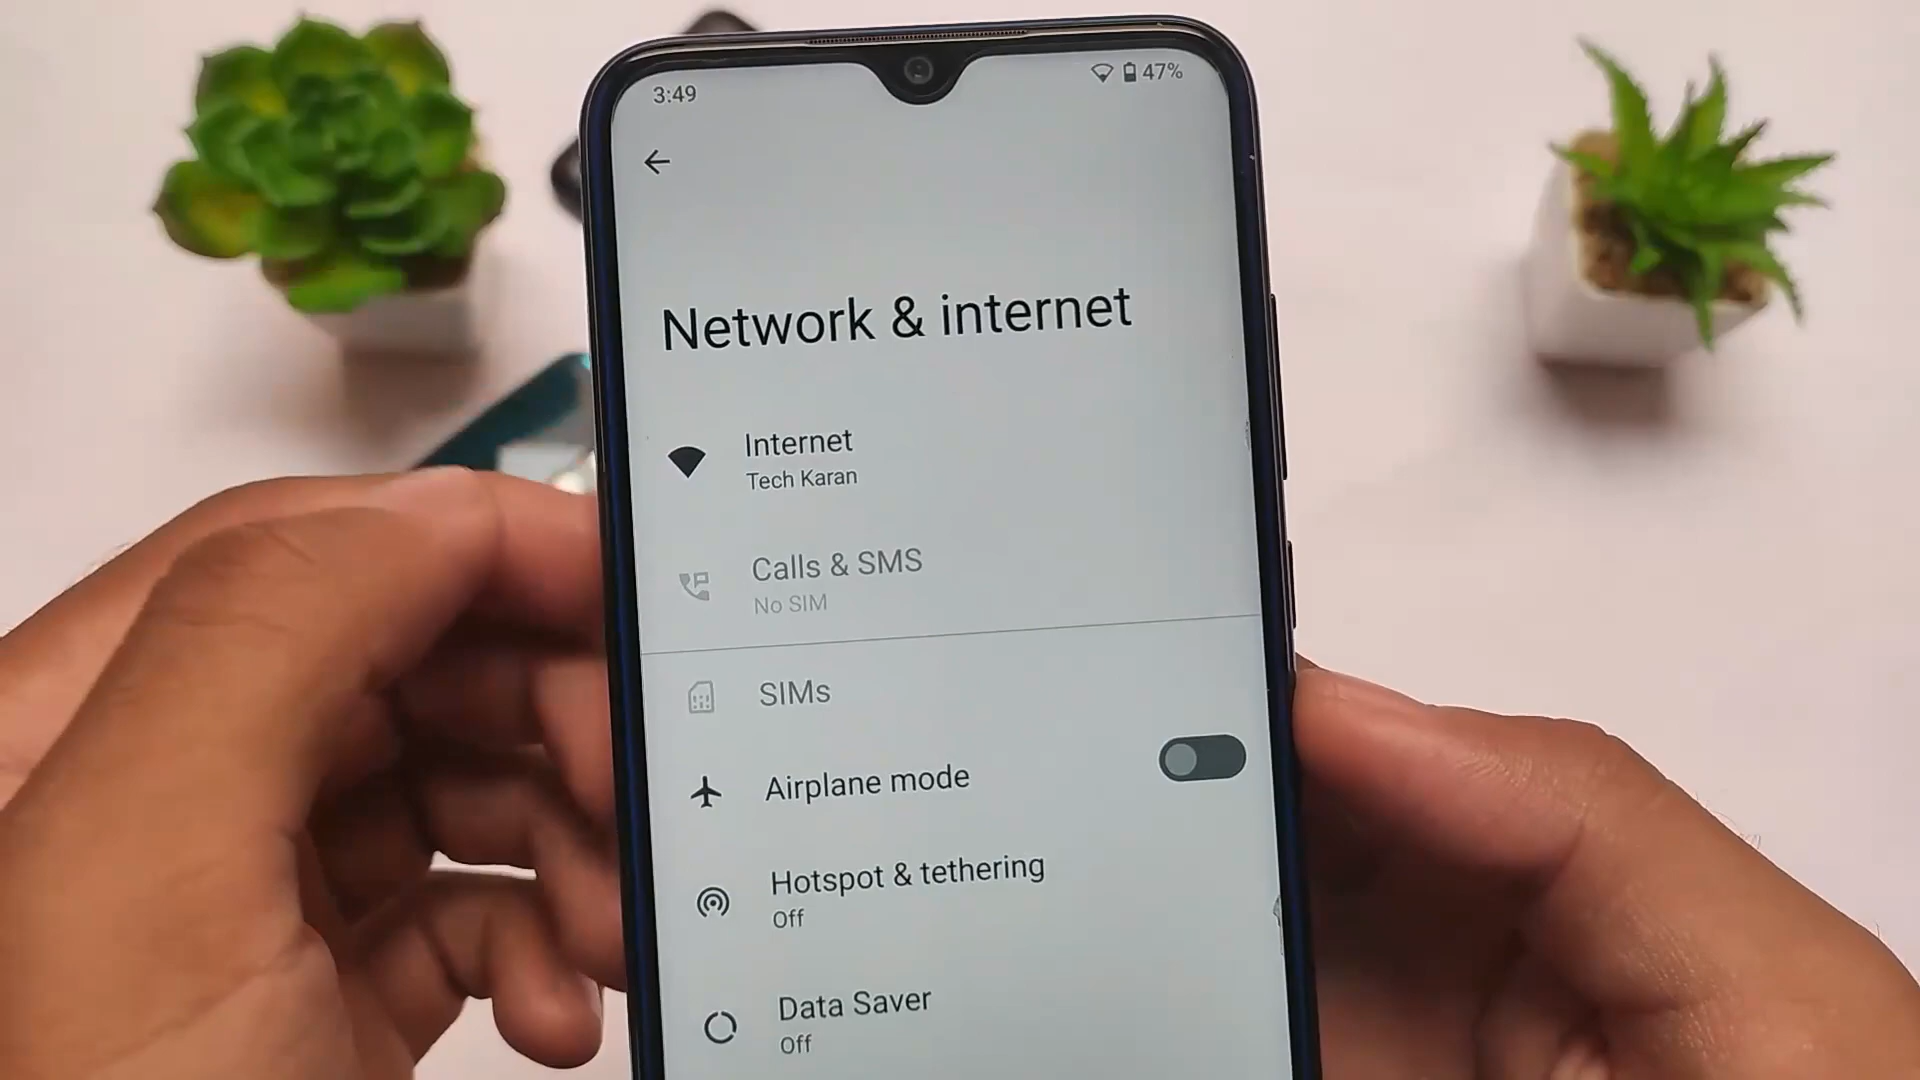 3:49
47%
Network & internet
Internet
Tech Karan
Calls & SMS
No SIM
SIMs
Airplane mode
Hotspot & tethering
Off
Data Saver
Off